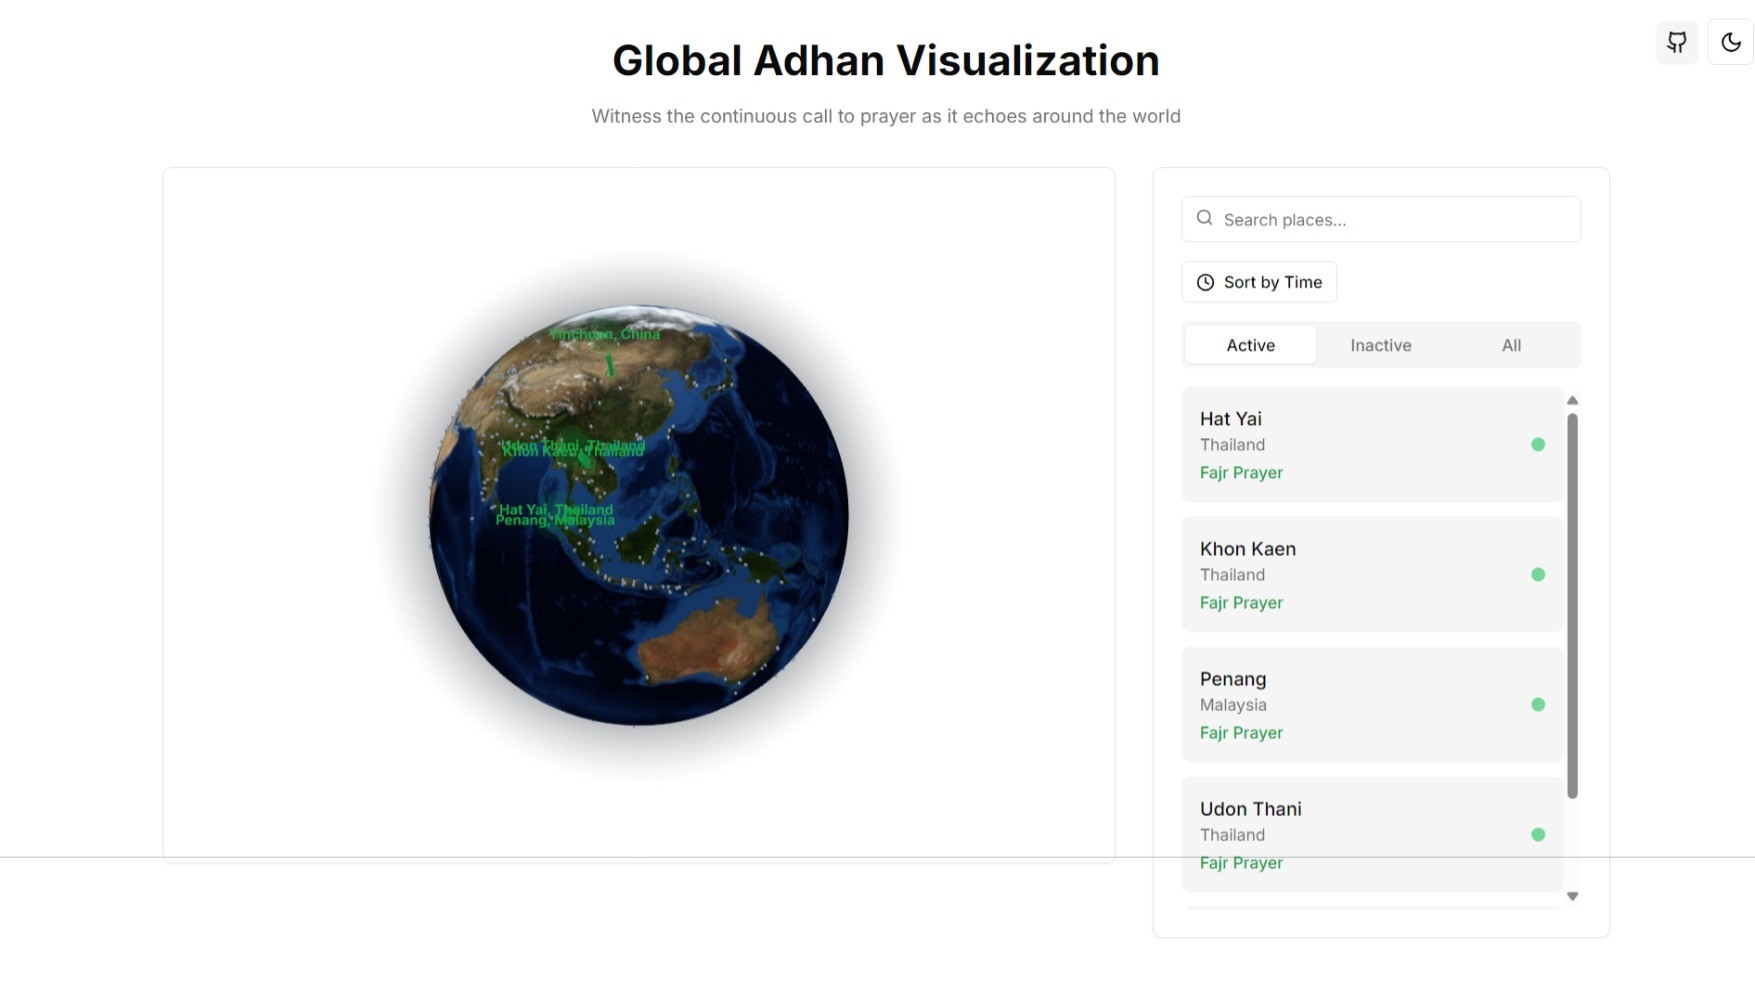 Global Adhan Visualization
Witness the continuous call to prayer as it echoes around the world
Yinchuan, China
Udon Thani, Thailand
Khon Kaen, Thailand
Hat Yai, Thailand
Penang, Malaysia
Search places...
Sort by Time
Active
Inactive
All
Hat Yai
Thailand
Fajr Prayer
Khon Kaen
Thailand
Fajr Prayer
Penang
Malaysia
Fajr Prayer
Udon Thani
Thailand
Fajr Prayer